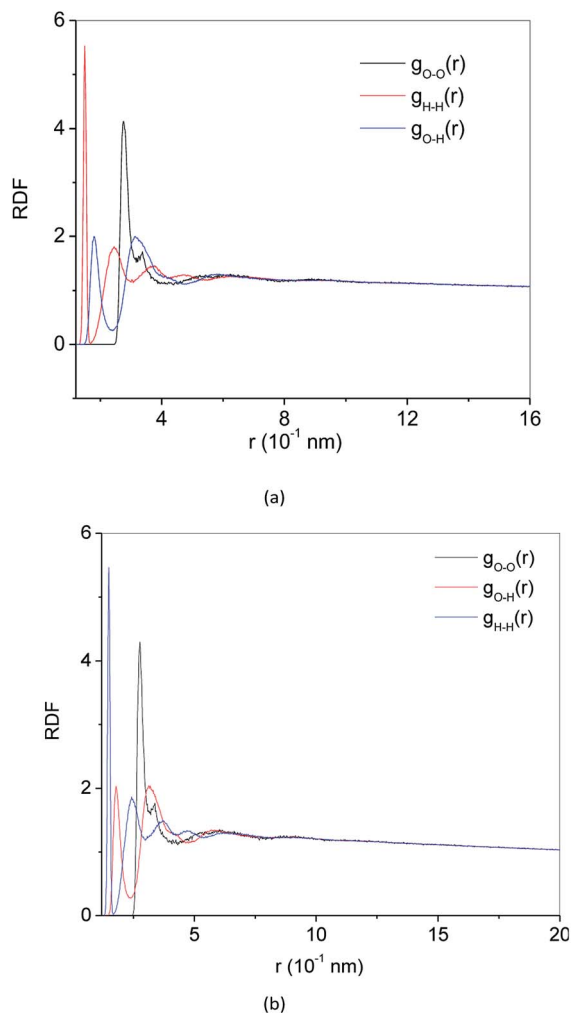 6
4
2
0
RDF
g_O-O(r)
g_H-H(r)
g_O-H(r)
4 8 12 16
r (10^-1 nm)
(a)
6
4
2
0
RDF
g_O-O(r)
g_O-H(r)
g_H-H(r)
5 10 15 20
r (10^-1 nm)
(b)